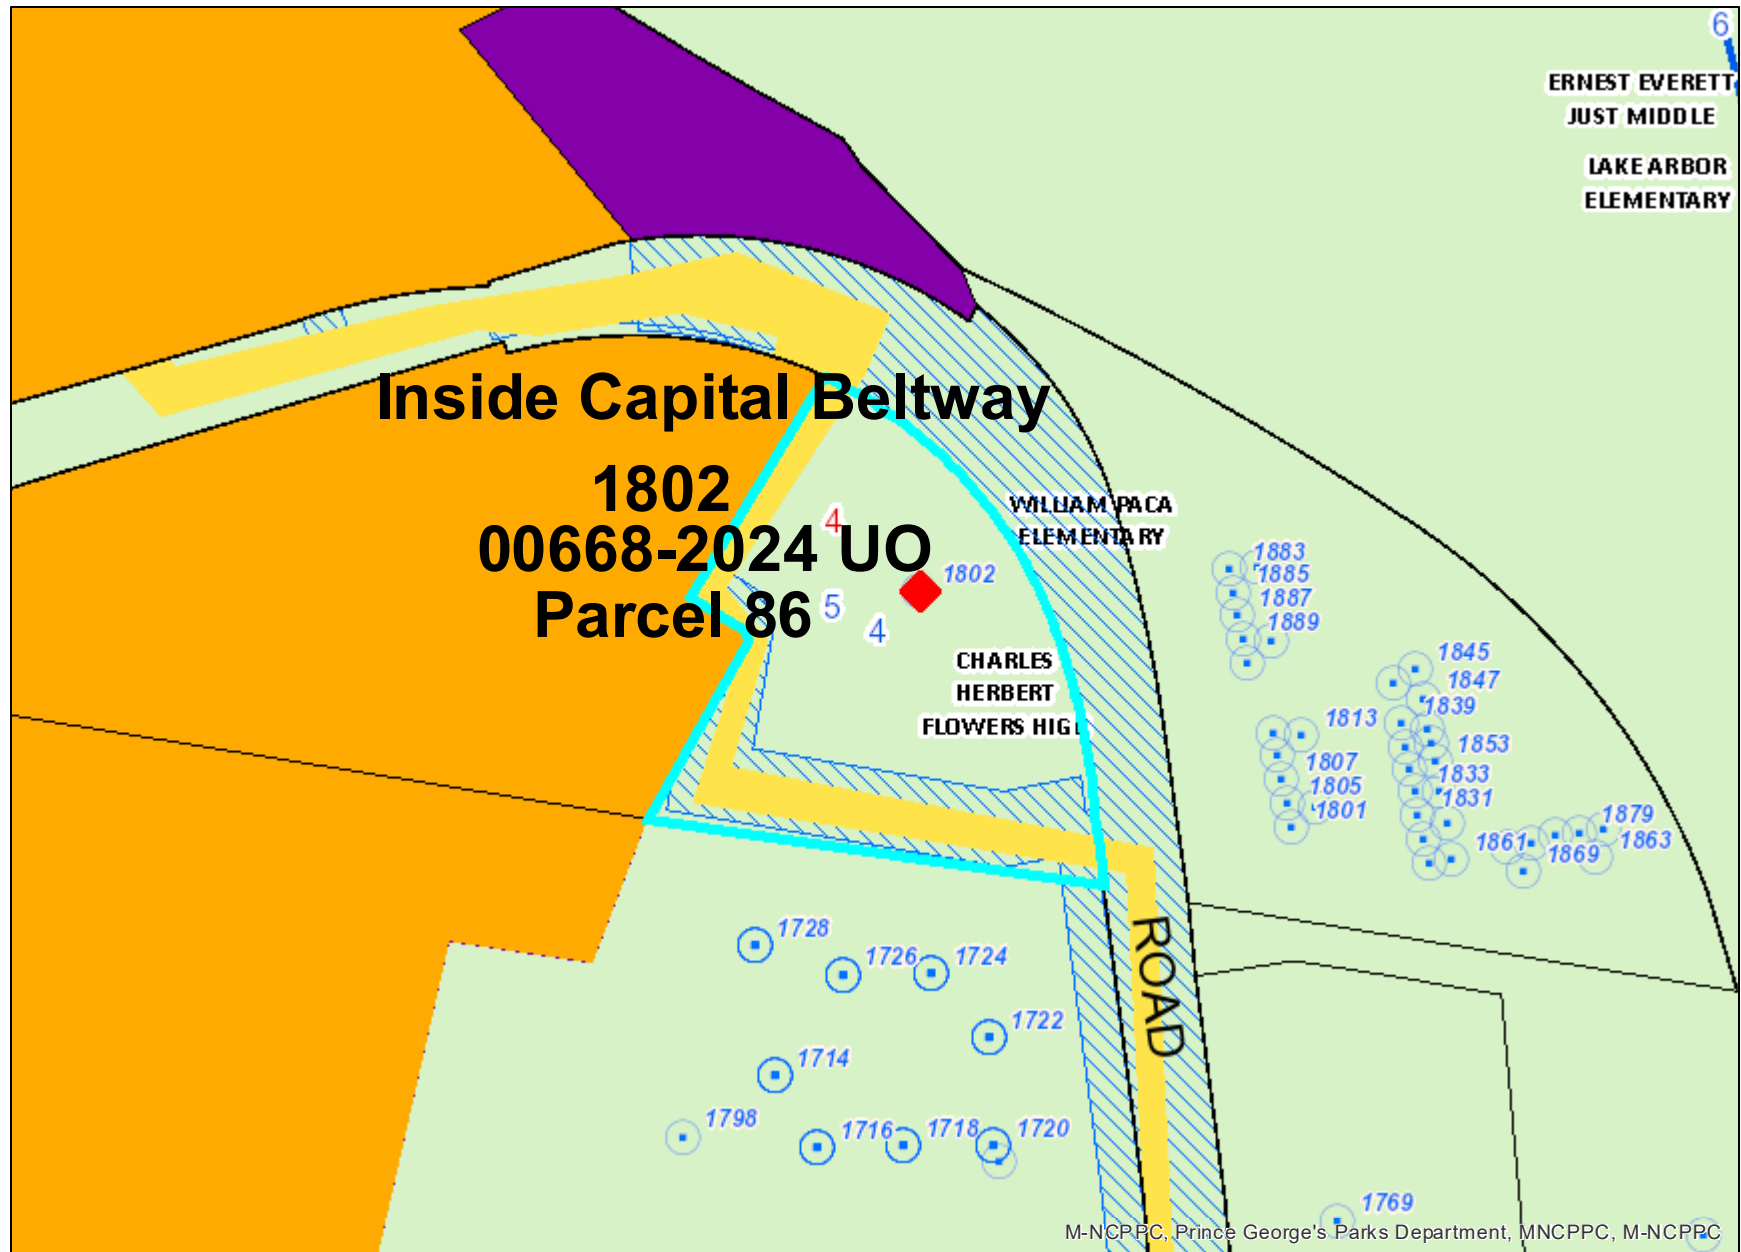 6
ERNEST EVERETT
JUST MIDDLE
LAKE ARBOR
ELEMENTARY
Inside Capital Beltway
1802
00668-2024 UO
Parcel 86
4
5
4
1802
WILLIAM PACA
ELEMENTARY
CHARLES
HERBERT
FLOWERS HIG
1883
1885
1887
1889
1845
1847
1839
1813
1853
1807
1833
1805
1831
1801
1879
1861
1863
1869
ROAD
1728
1726
1724
1722
1714
1798
1716
1718
1720
1769
M-NCPPC, Prince George's Parks Department, MNCPPC, M-NCPPC